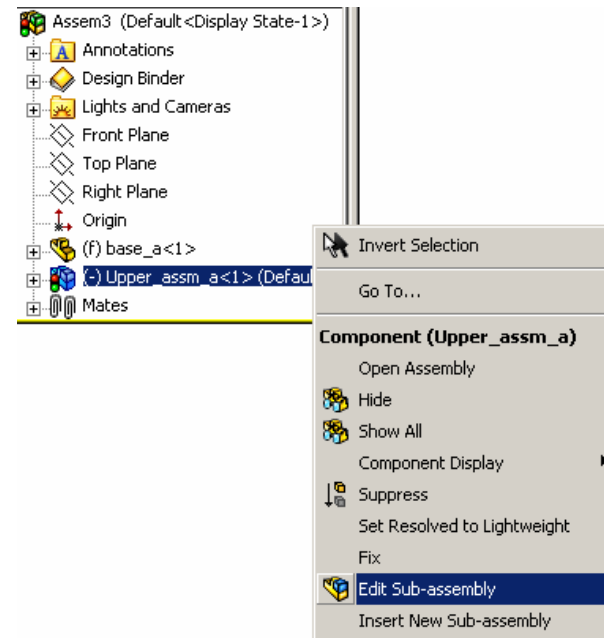 Assem3 (Default<Display State-1>)
Annotations
Design Binder
Lights and Cameras
Front Plane
Top Plane
Right Plane
Origin
(f) base_a<1>
(-) Upper_assm_a<1> (Defaul
Mates
Invert Selection
Go To...
Component (Upper_assm_a)
Open Assembly
Hide
Show All
Component Display
Suppress
Set Resolved to Lightweight
Fix
Edit Sub-assembly
Insert New Sub-assembly